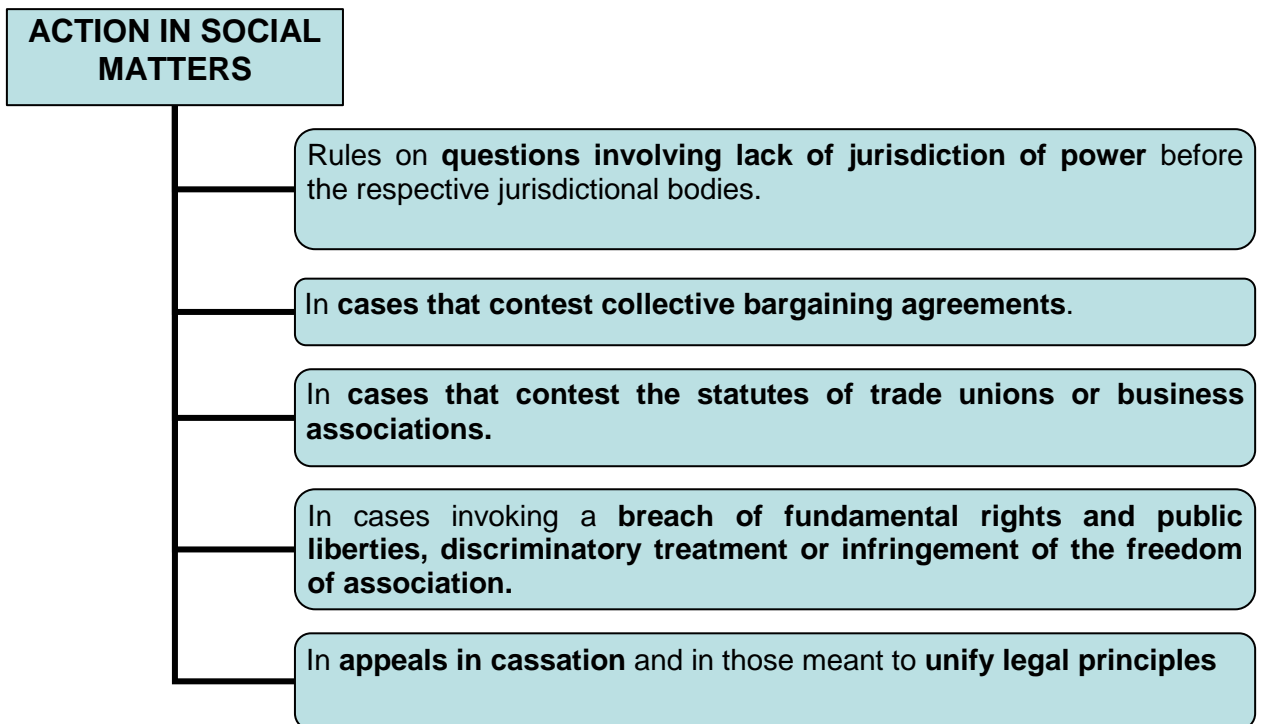 ACTION IN SOCIAL
MATTERS
Rules on questions involving lack of jurisdiction of power before
the respective jurisdictional bodies.
In cases that contest collective bargaining agreements.
In cases that contest the statutes of trade unions or business
associations.
In cases invoking a breach of fundamental rights and public
liberties, discriminatory treatment or infringement of the freedom
of association.
In appeals in cassation and in those meant to unify legal principles